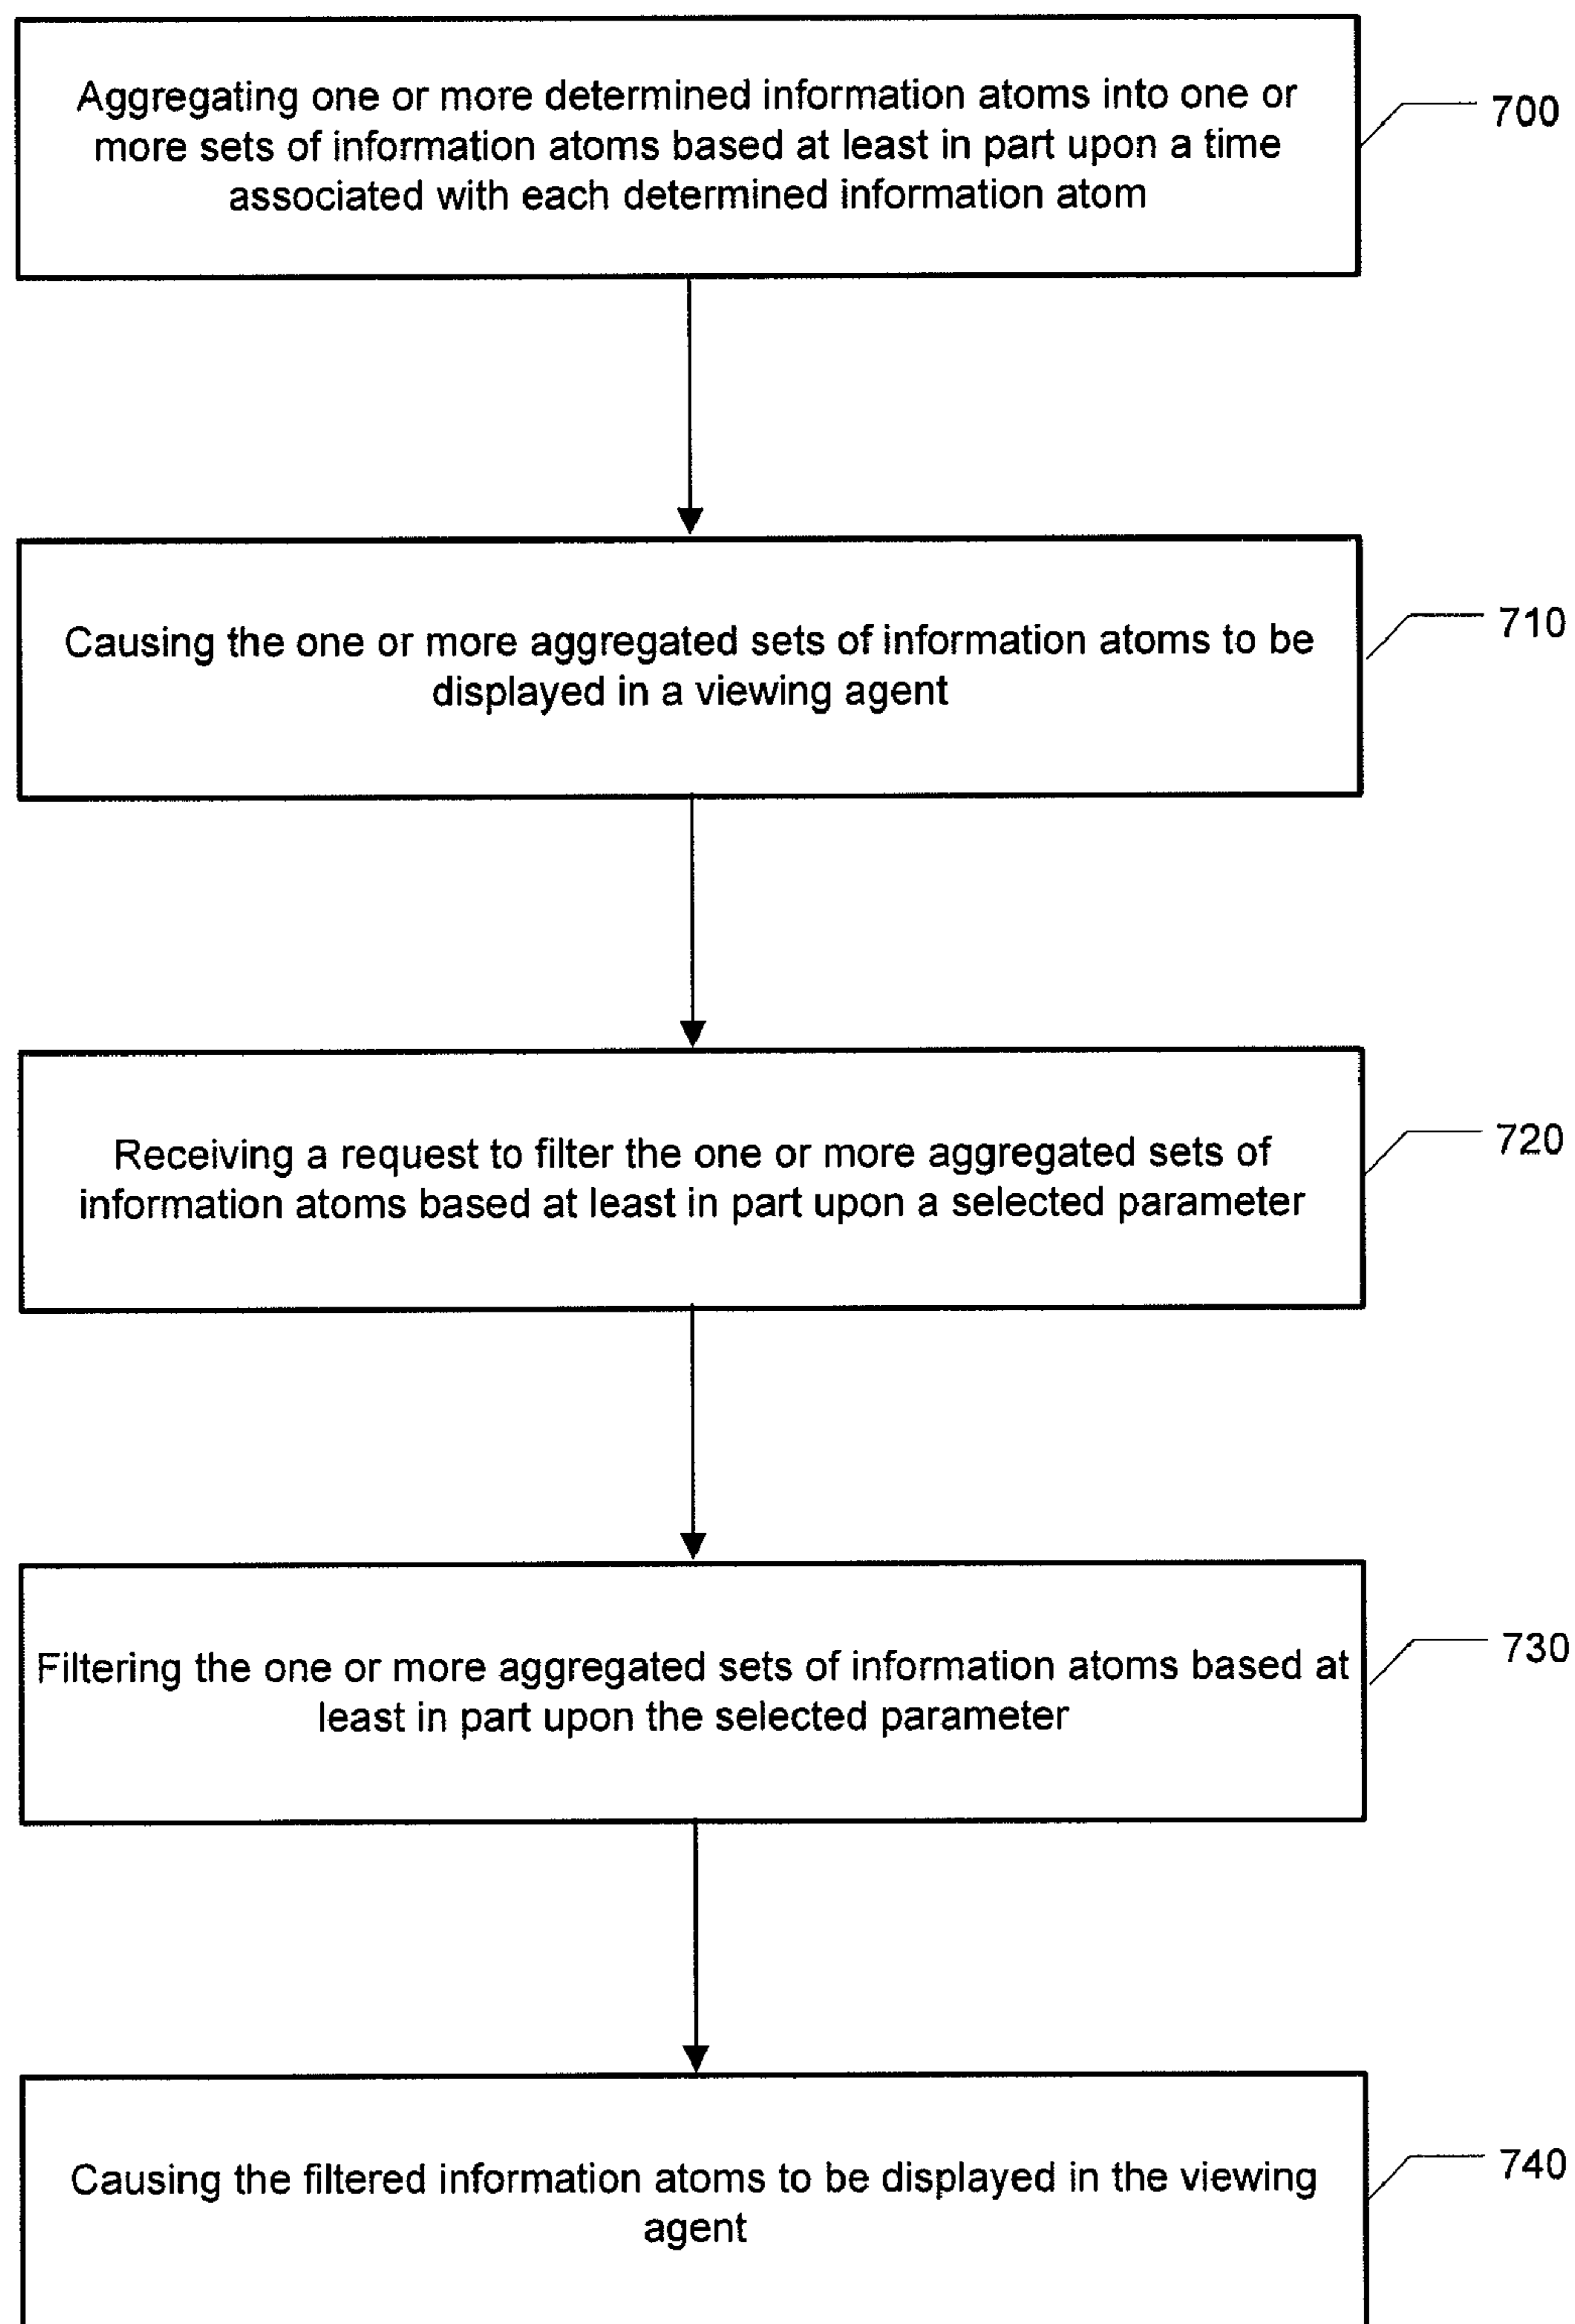 Aggregating one or more determined information atoms into one or
more sets of information atoms based at least in part upon a time
associated with each determined information atom
700
Causing the one or more aggregated sets of information atoms to be
displayed in a viewing agent
710
Receiving a request to filter the one or more aggregated sets of
information atoms based at least in part upon a selected parameter
720
Filtering the one or more aggregated sets of information atoms based at
least in part upon the selected parameter
730
Causing the filtered information atoms to be displayed in the viewing
agent
740